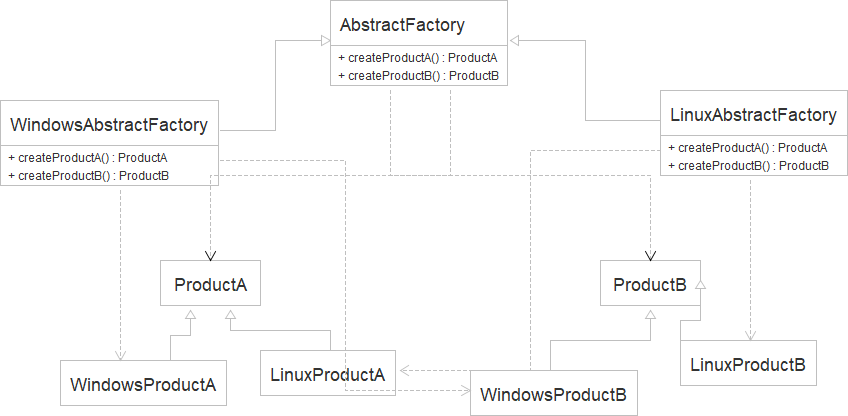 AbstractFactory
+ createProductA() : ProductA
+ createProductB() : ProductB
WindowsAbstractFactory
+ createProductA() : ProductA
+ createProductB() : ProductB
LinuxAbstractFactory
+ createProductA() : ProductA
+ createProductB() : ProductB
ProductA
ProductB
WindowsProductA
LinuxProductA
WindowsProductB
LinuxProductB